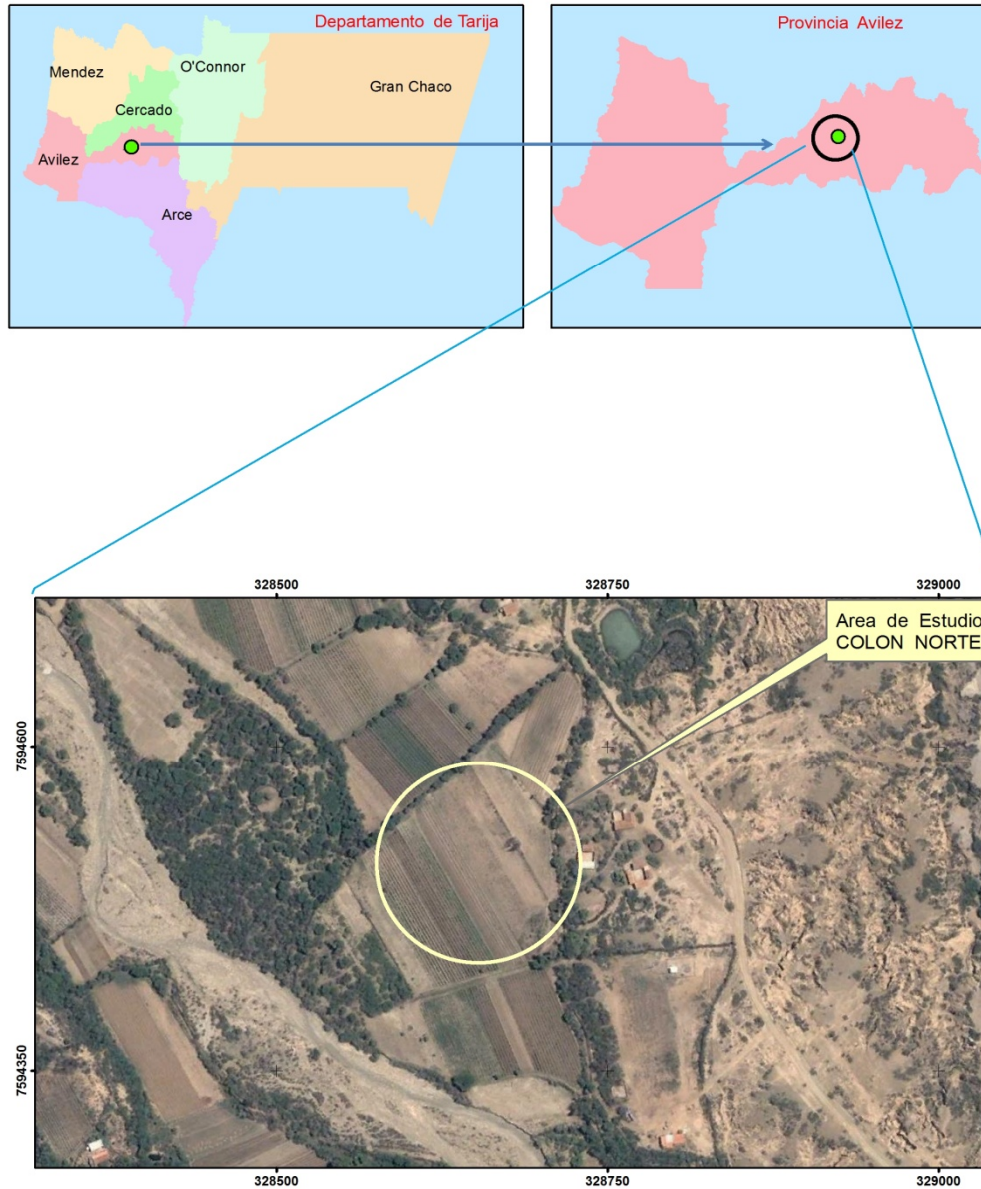 Departamento de Tarija
Provincia Avilez
Mendez
O'Connor
Gran Chaco
Cercado
Avilez
Arce
328500
328750
329000
Area de Estudio
COLON NORTE
7594600
7594350
328500
328750
329000